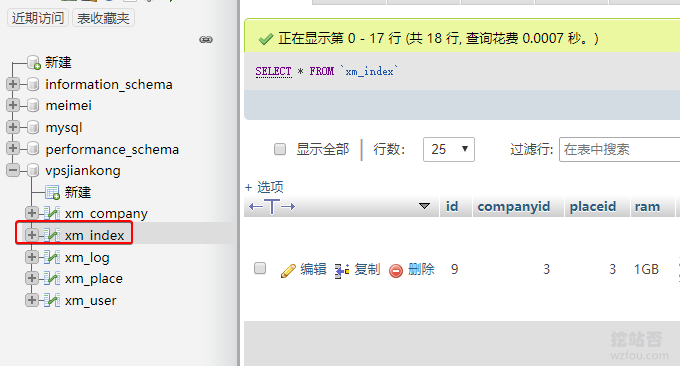 近期访问 表收藏夹
新建
information_schema
meimei
mysql
performance_schema
vpsjiankong
新建
xm_company
xm_index
xm_log
xm_place
xm_user
正在显示第 0 - 17 行 (共 18 行, 查询花费 0.0007 秒。)
SELECT * FROM `xm_index`
显示全部 行数: 25 过滤行: 在表中搜索
+ 选项
←T→ id companyid placeid ram
编辑 复制 删除 9 3 3 1GB
挖站否
wzfou.com